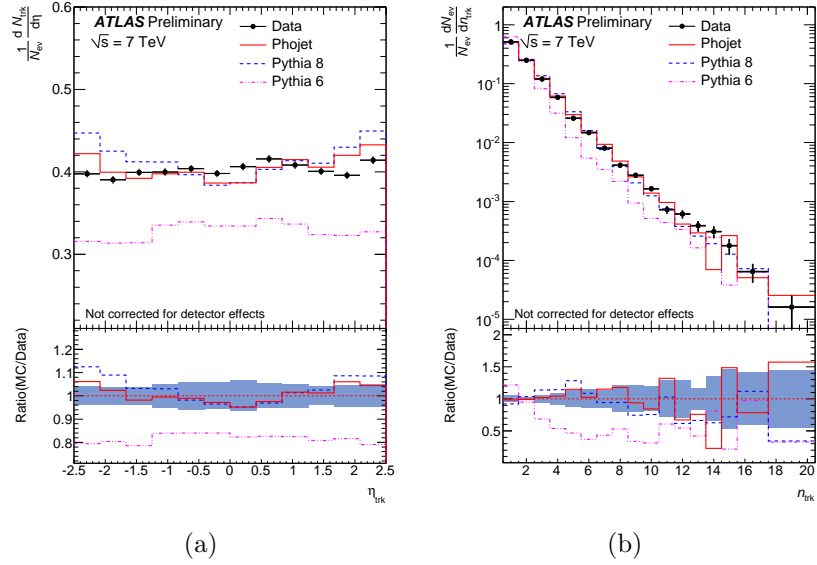 1/N_ev d N_trk/dη
ATLAS Preliminary
√s = 7 TeV
Data
Phojet
Pythia 8
Pythia 6
0.6
0.5
0.4
0.3
Not corrected for detector effects
Ratio(MC/Data)
1.2
1.1
1
0.9
0.8
-2.5 -2 -1.5 -1 -0.5 0 0.5 1 1.5 2 2.5
η_trk
(a)
1/N_ev dN_ev/dn_trk
ATLAS Preliminary
√s = 7 TeV
Data
Phojet
Pythia 8
Pythia 6
1
10⁻¹
10⁻²
10⁻³
10⁻⁴
10⁻⁵
Not corrected for detector effects
Ratio(MC/Data)
2
1.5
1
0.5
2 4 6 8 10 12 14 16 18 20
n_trk
(b)